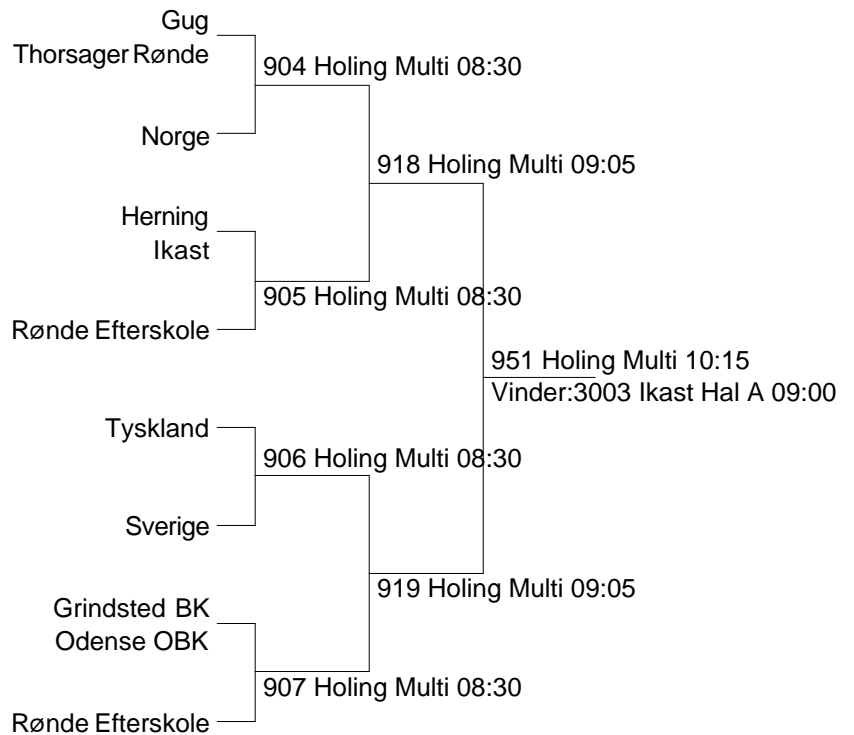 Gug
Thorsager Rønde
904 Holing Multi 08:30
Norge
918 Holing Multi 09:05
Herning
Ikast
905 Holing Multi 08:30
Rønde Efterskole
951 Holing Multi 10:15
Vinder:3003 Ikast Hal A 09:00
Tyskland
906 Holing Multi 08:30
Sverige
919 Holing Multi 09:05
Grindsted BK
Odense OBK
907 Holing Multi 08:30
Rønde Efterskole